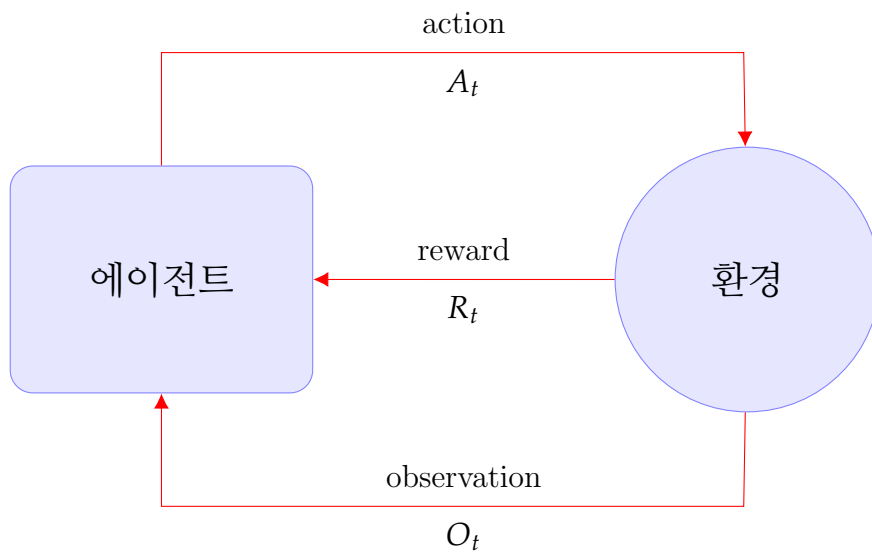 action
A_t
에이전트
reward
R_t
환경
observation
O_t